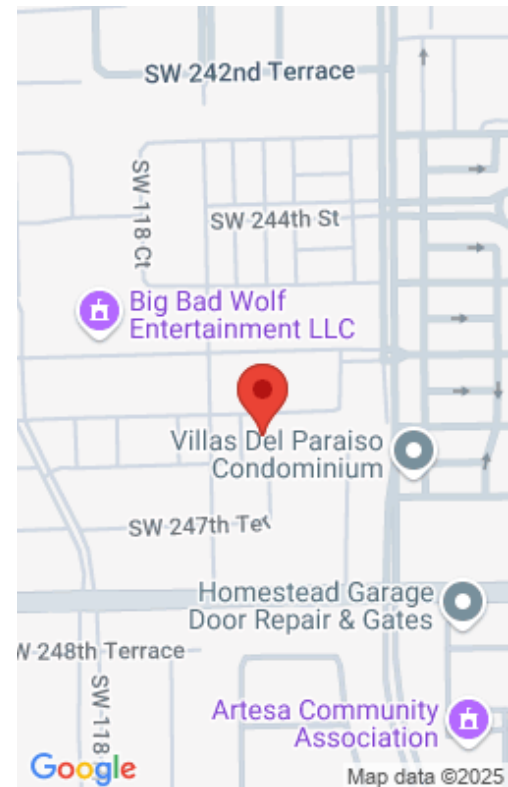 SW 242nd Terrace
SW 118 Ct
SW 244th St
Big Bad Wolf
Entertainment LLC
Villas Del Paraiso
Condominium
SW 247th Te
Homestead Garage
Door Repair & Gates
W 248th Terrace
SW 118
Artesa Community
Association
Google
Map data ©2025